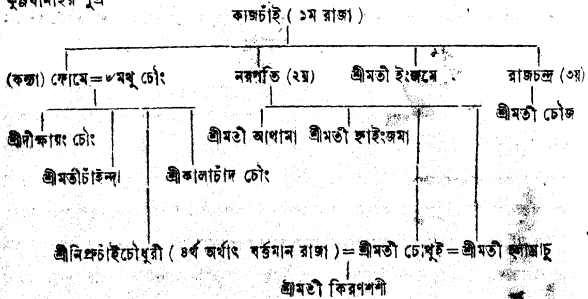 কাজচাঁই ( ১ম রাজা )
(কন্যা) ক্যোমে=৺মথু চৌং নরপতি (২য়) শ্রীমতী ইংজমে রাজচন্দ্র (৩য়)
শ্রীমতী চোজ
শ্রীদীক্ষায়ং চৌং শ্রীমতী আথামা শ্রীমতী হ্লাইংজমা
শ্রীমতীচাঁইন্দা শ্রীকালাচাঁদ চৌং
শ্রীনিপ্রুচাঁইচৌধুরী ( ৪র্থ অর্থাৎ বর্ত্তমান রাজা ) = শ্রীমতী চোথুই = শ্রীমতী
শ্রীমতী কিরণশশী